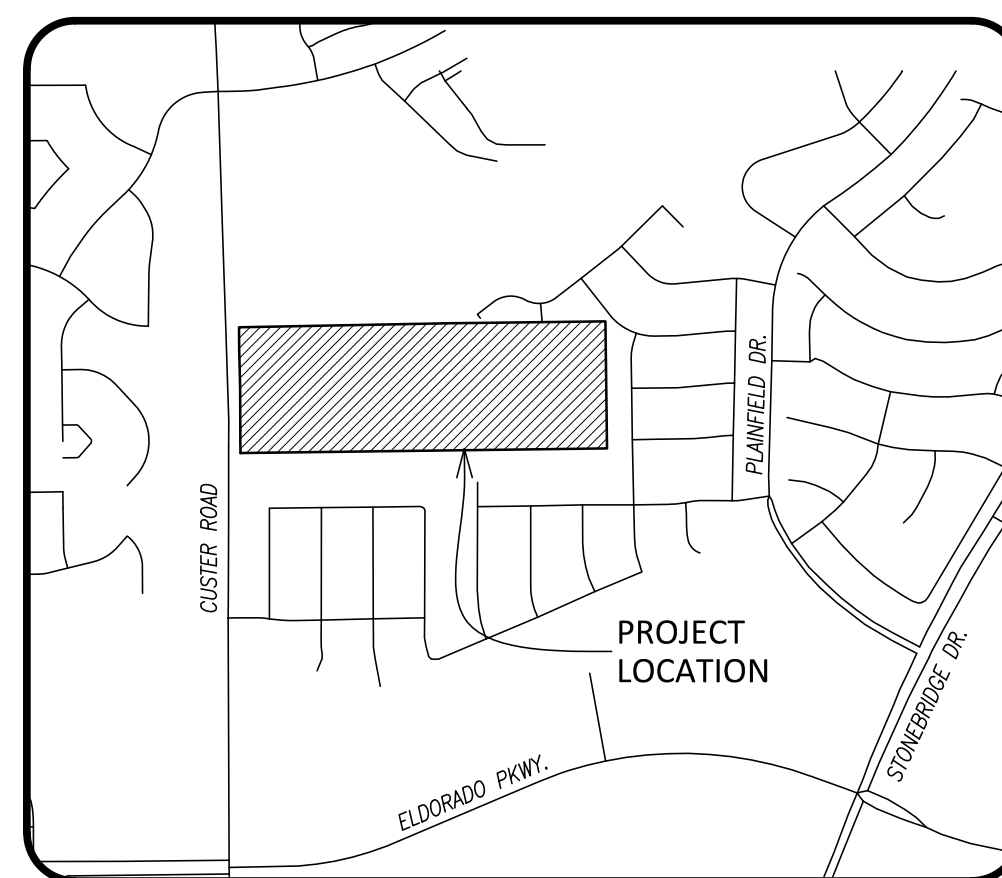 PLAINFIELD DR.
CUSTER ROAD
PROJECT
LOCATION
STONEBRIDGE DR.
ELDORADO PKWY.